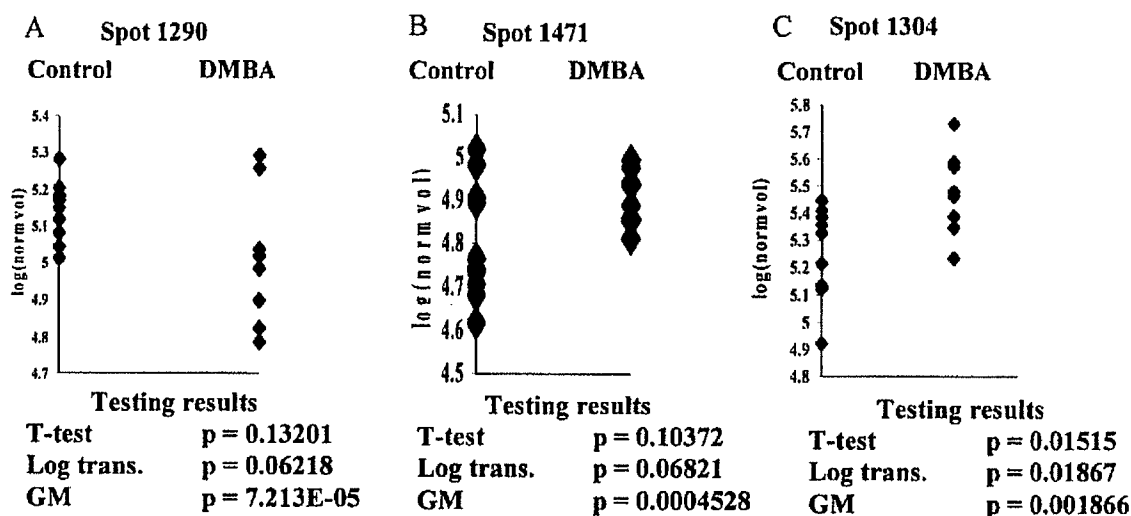 A Spot 1290
Control DMBA
5.4
5.3
5.2
5.1
5
4.9
4.8
4.7
log(normvol)
Testing results
T-test p = 0.13201
Log trans. p = 0.06218
GM p = 7.213E-05
B Spot 1471
Control DMBA
5.1
5
4.9
4.8
4.7
4.6
4.5
log(normvol)
Testing results
T-test p = 0.10372
Log trans. p = 0.06821
GM p = 0.0004528
C Spot 1304
Control DMBA
5.8
5.7
5.6
5.5
5.4
5.3
5.2
5.1
5
4.9
4.8
log(normvol)
Testing results
T-test p = 0.01515
Log trans. p = 0.01867
GM p = 0.001866